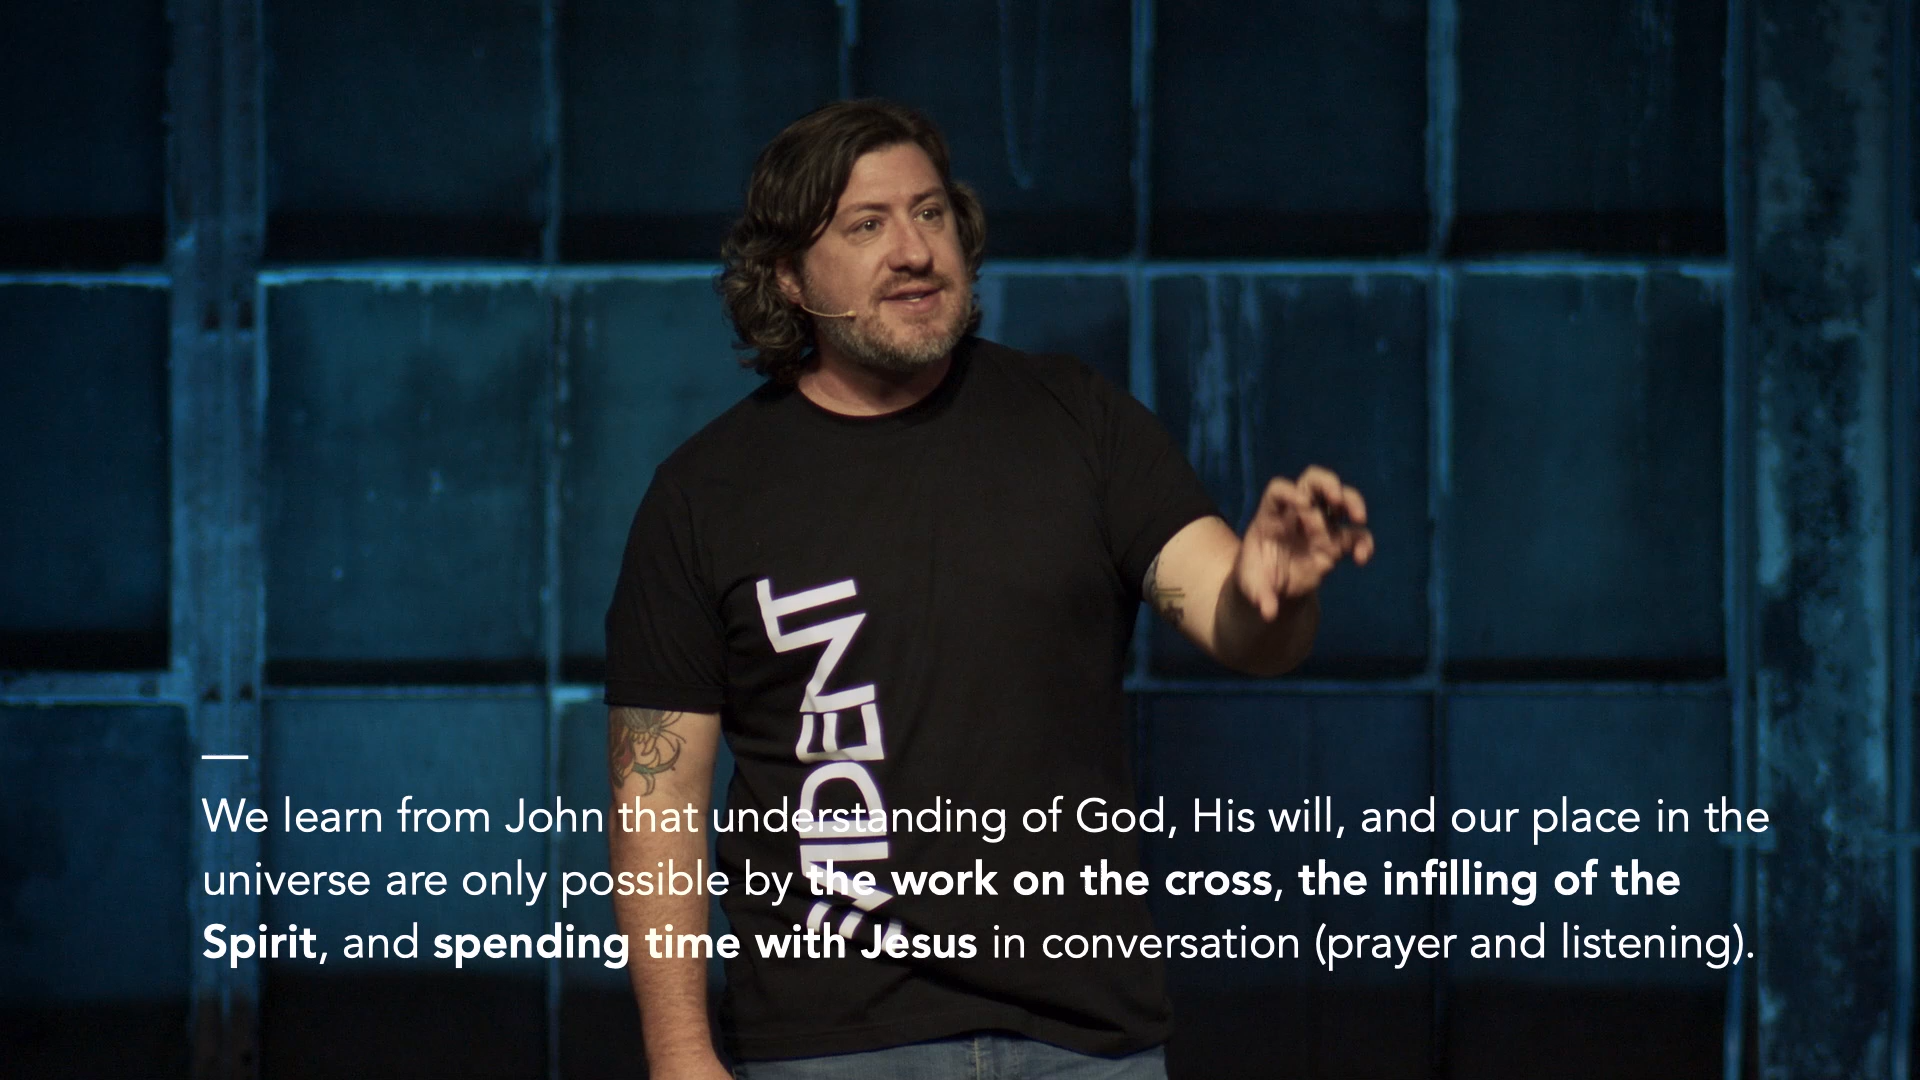 EVIDENT
We learn from John that understanding of God, His will, and our place in the
universe are only possible by the work on the cross, the infilling of the
Spirit, and spending time with Jesus in conversation (prayer and listening).